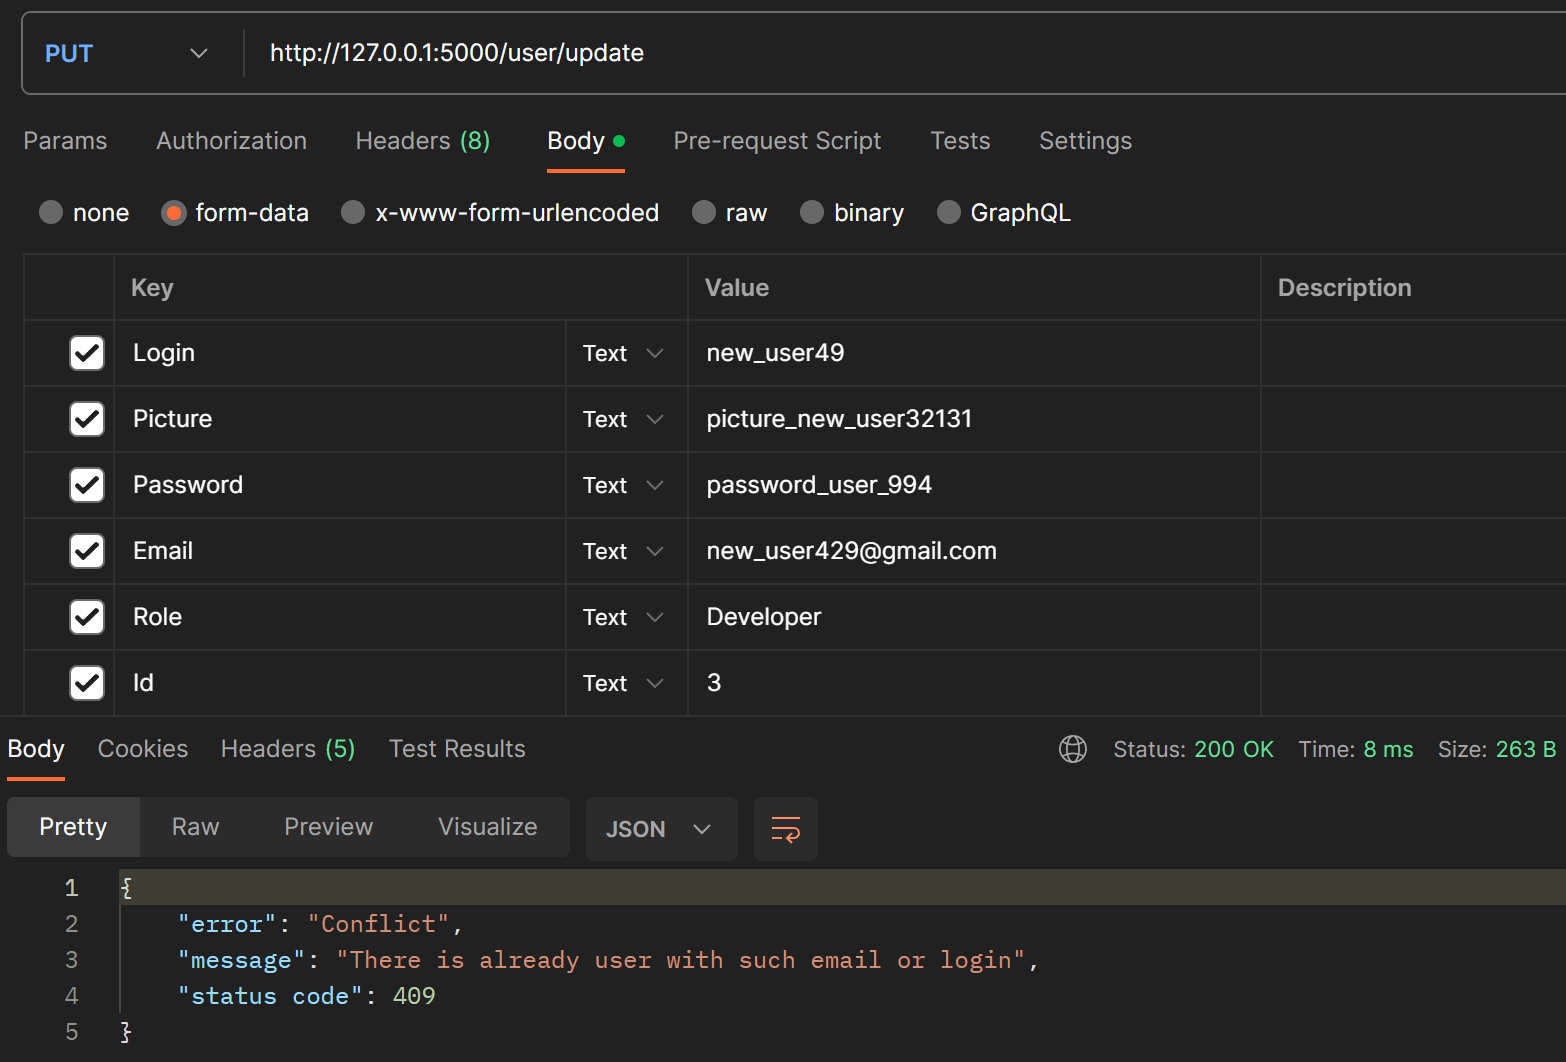 PUT http://127.0.0.1:5000/user/update
Params Authorization Headers (8) Body Pre-request Script Tests Settings
none form-data x-www-form-urlencoded raw binary GraphQL
Key Value Description
Login Text new_user49
Picture Text picture_new_user32131
Password Text password_user_994
Email Text new_user429@gmail.com
Role Text Developer
Id Text 3
Body Cookies Headers (5) Test Results Status: 200 OK Time: 8 ms Size: 263 B
Pretty Raw Preview Visualize JSON
1 {
2 "error": "Conflict",
3 "message": "There is already user with such email or login",
4 "status code": 409
5 }